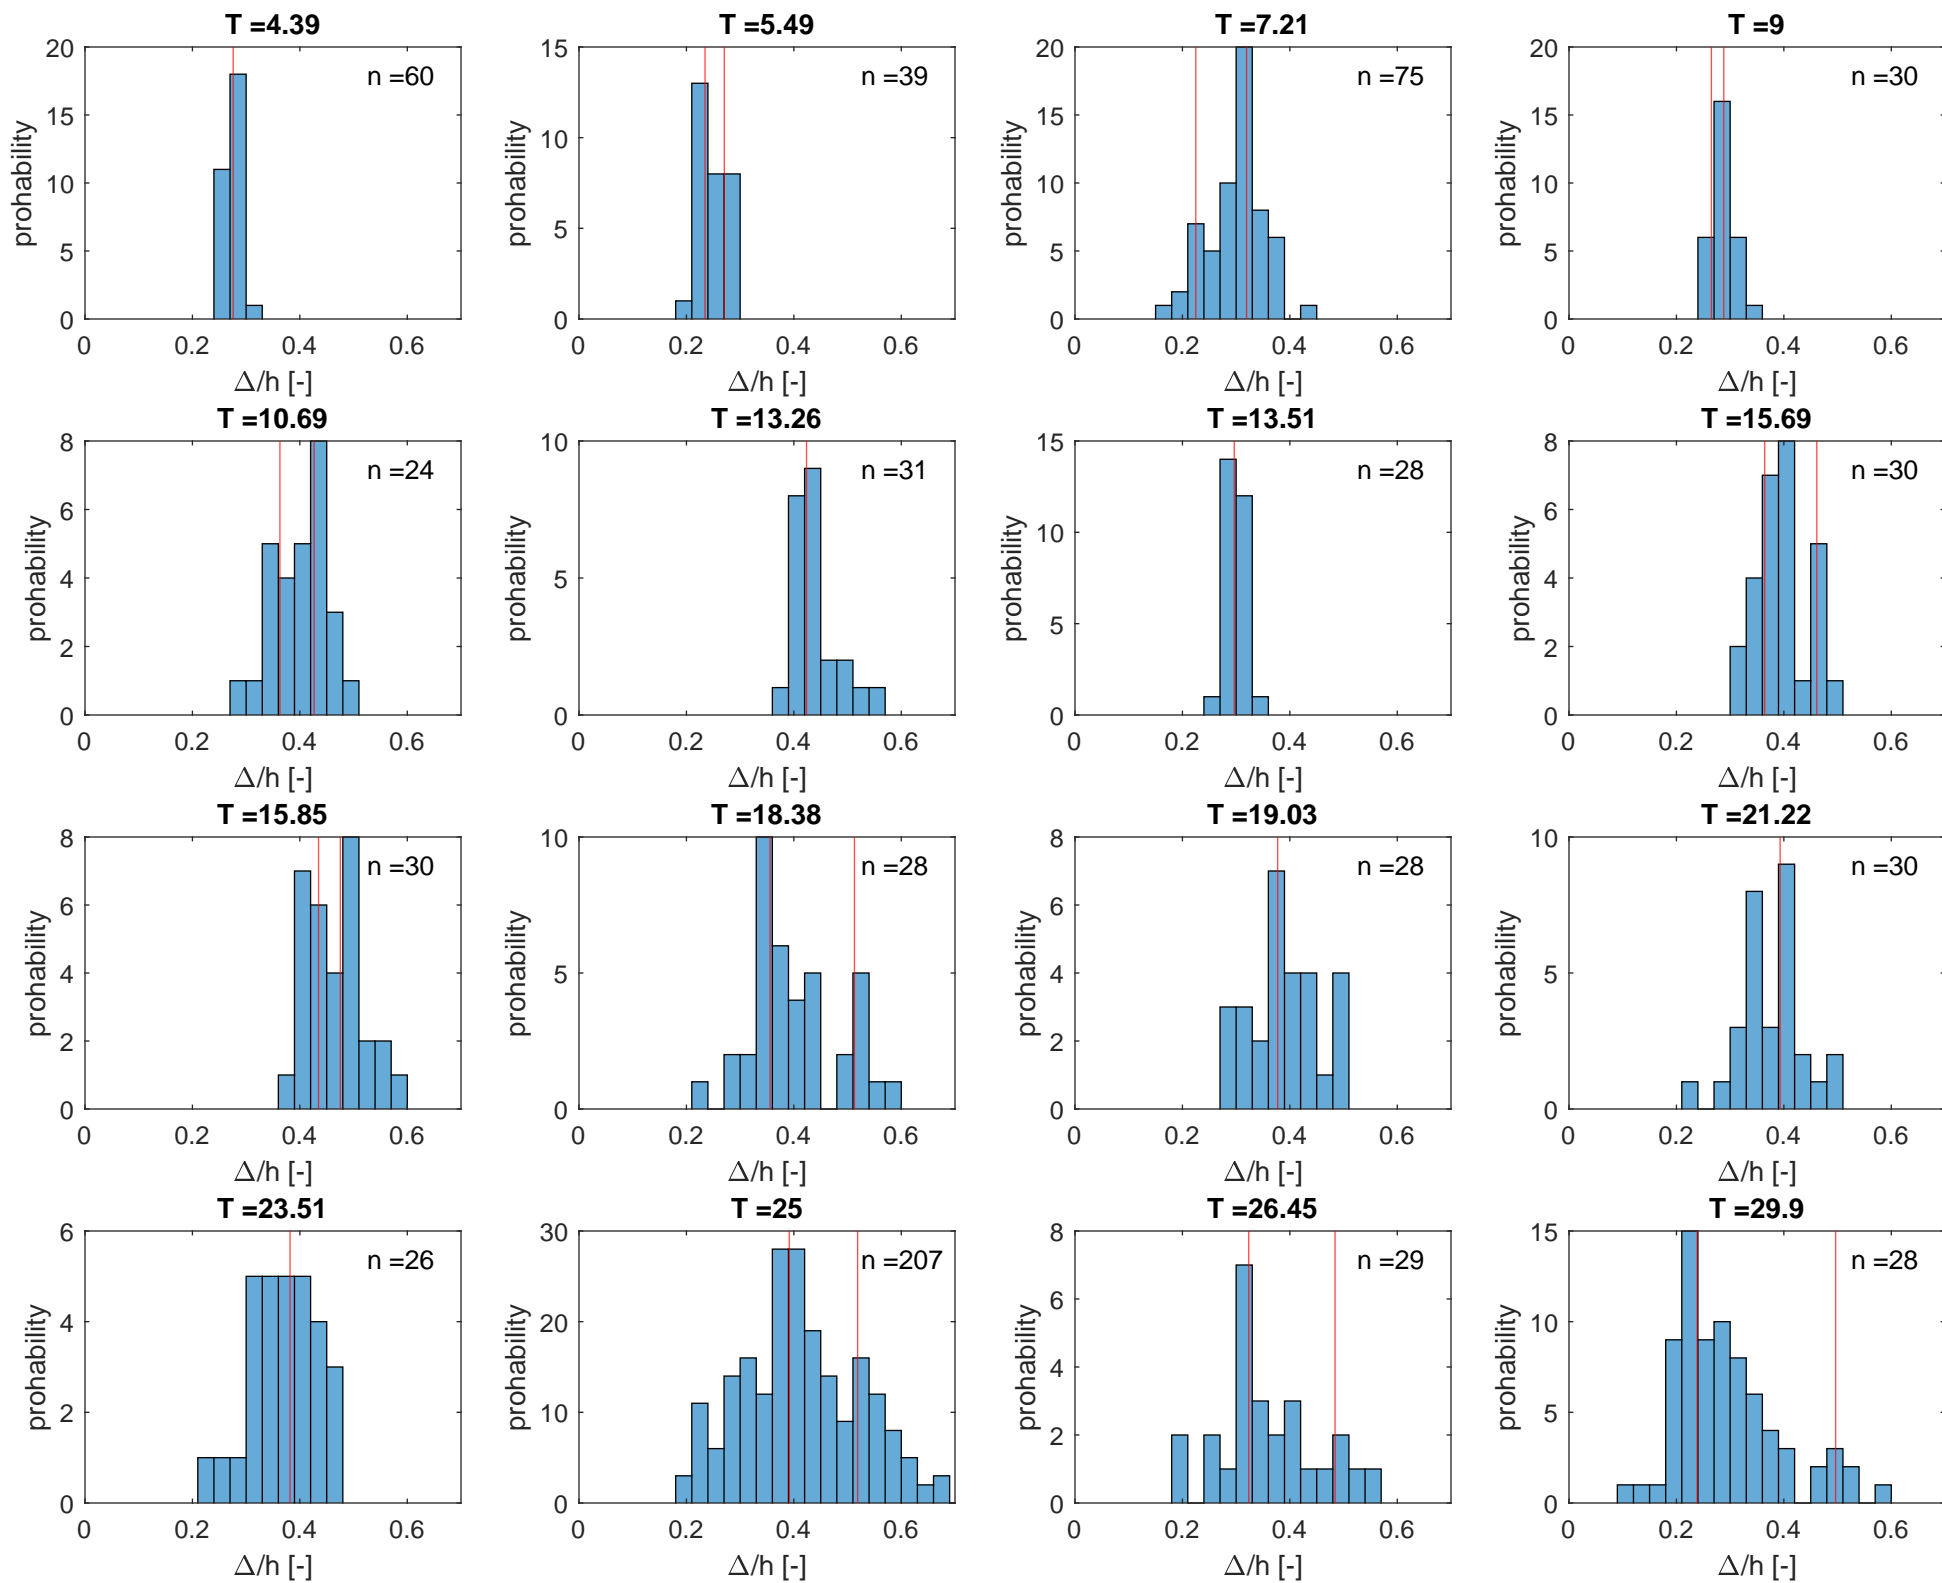 T =4.39
20
15
10
5
0
prohability
n =60
0 0.2 0.4 0.6
Δ/h [-]
T =5.49
15
10
5
0
prohability
n =39
0 0.2 0.4 0.6
Δ/h [-]
T =7.21
20
15
10
5
0
prohability
n =75
0 0.2 0.4 0.6
Δ/h [-]
T =9
20
15
10
5
0
prohability
n =30
0 0.2 0.4 0.6
Δ/h [-]
T =10.69
8
6
4
2
0
prohability
n =24
0 0.2 0.4 0.6
Δ/h [-]
T =13.26
10
5
0
prohability
n =31
0 0.2 0.4 0.6
Δ/h [-]
T =13.51
15
10
5
0
prohability
n =28
0 0.2 0.4 0.6
Δ/h [-]
T =15.69
8
6
4
2
0
prohability
n =30
0 0.2 0.4 0.6
Δ/h [-]
T =15.85
8
6
4
2
0
prohability
n =30
0 0.2 0.4 0.6
Δ/h [-]
T =18.38
10
5
0
prohability
n =28
0 0.2 0.4 0.6
Δ/h [-]
T =19.03
8
6
4
2
0
prohability
n =28
0 0.2 0.4 0.6
Δ/h [-]
T =21.22
10
5
0
prohability
n =30
0 0.2 0.4 0.6
Δ/h [-]
T =23.51
6
4
2
0
prohability
n =26
0 0.2 0.4 0.6
Δ/h [-]
T =25
30
20
10
0
prohability
n =207
0 0.2 0.4 0.6
Δ/h [-]
T =26.45
8
6
4
2
0
prohability
n =29
0 0.2 0.4 0.6
Δ/h [-]
T =29.9
15
10
5
0
prohability
n =28
0 0.2 0.4 0.6
Δ/h [-]